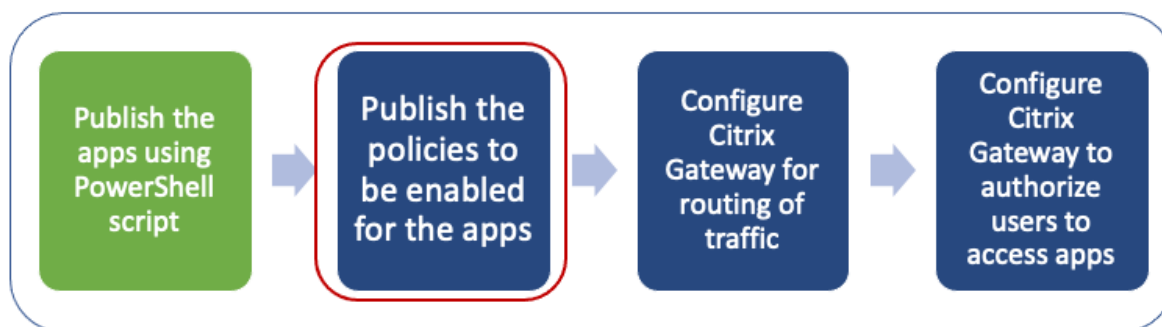 Publish the
apps using
PowerShell
script
Publish the
policies to
be enabled
for the apps
Configure
Citrix
Gateway for
routing of
traffic
Configure
Citrix
Gateway to
authorize
users to
access apps